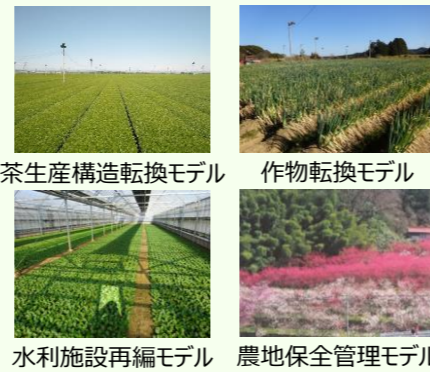 茶生産構造転換モデル
作物転換モデル
水利施設再編モデル
農地保全管理モデル